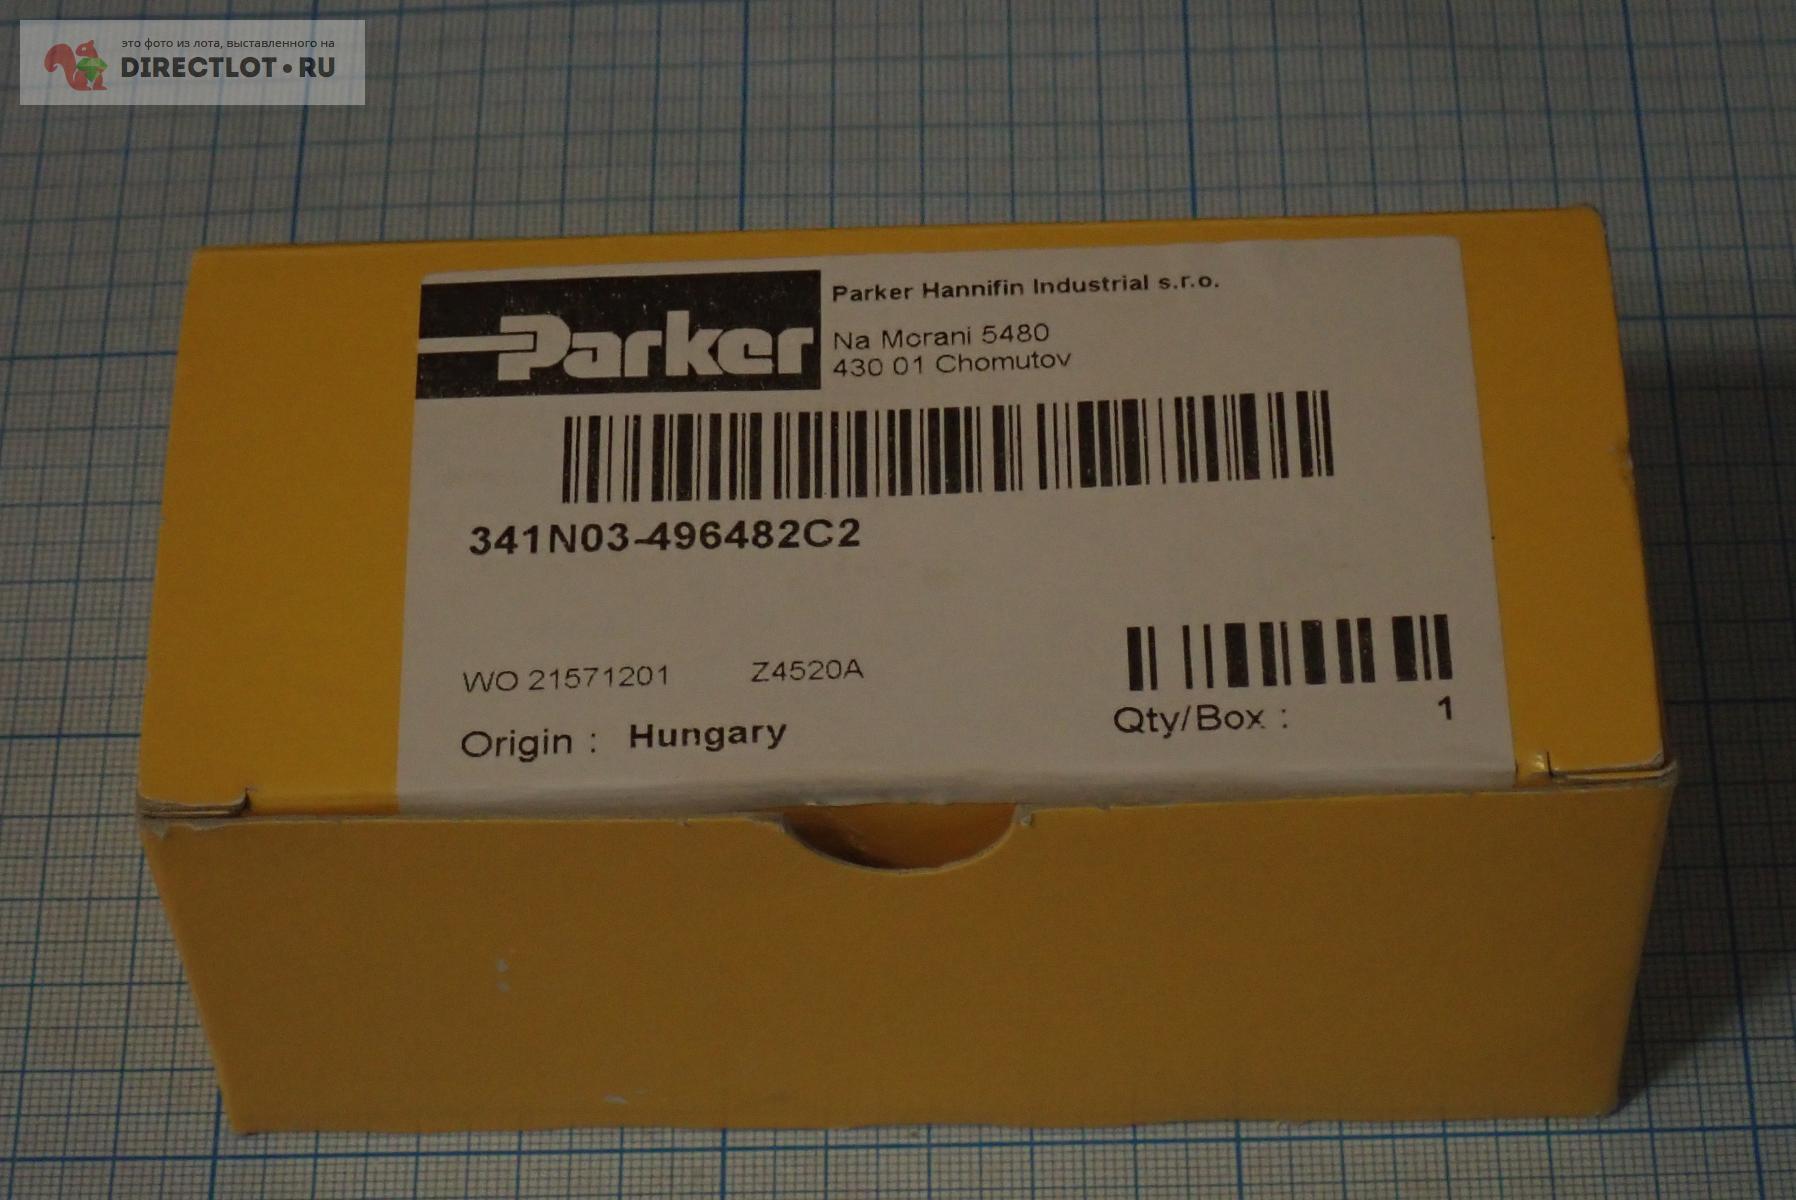 это фото из лота, выставленного на
DIRECTLOT•RU
Parker
Parker Hannifin Industrial s.r.o.
Na Morani 5480
430 01 Chomutov
341N03-496482C2
WO 21571201 Z4520A
Origin : Hungary
Qty/Box : 1